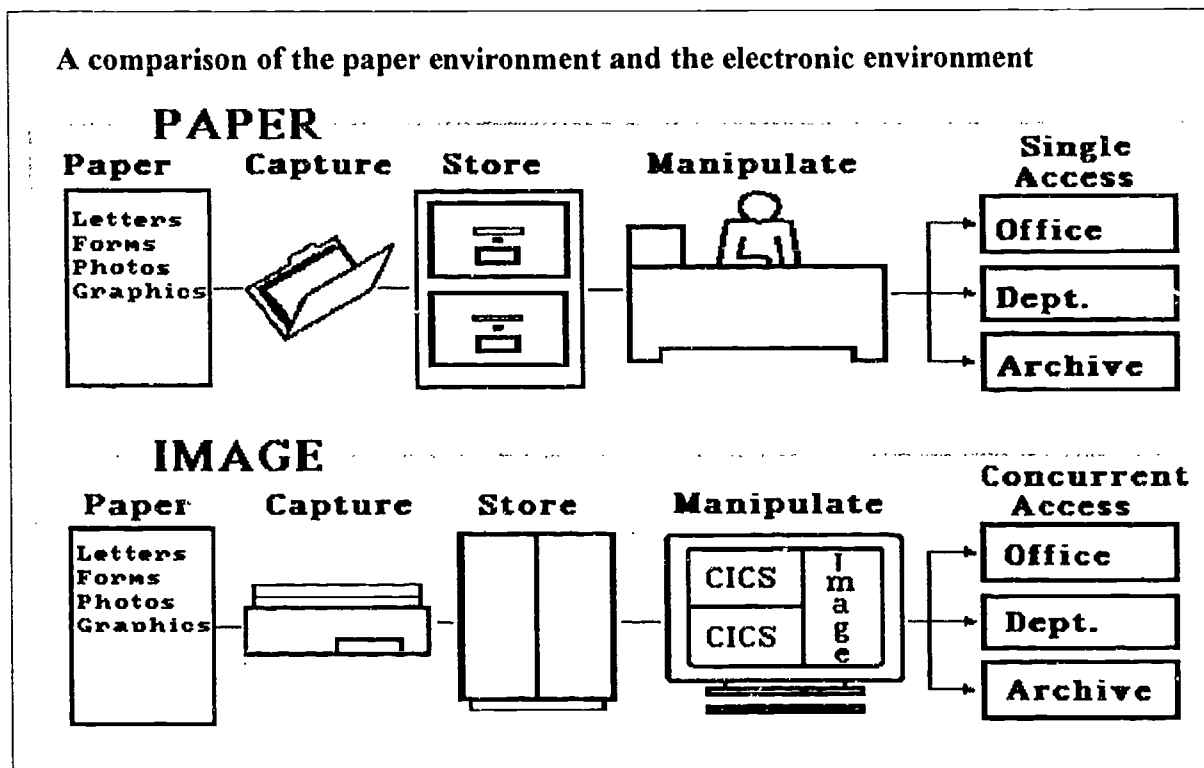 A comparison of the paper environment and the electronic environment
PAPER
Paper
Capture
Store
Manipulate
Single
Access
Letters
Forms
Photos
Graphics
Office
Dept.
Archive
IMAGE
Paper
Capture
Store
Manipulate
Concurrent
Access
Letters
Forms
Photos
Graphics
CICS
CICS
Image
Office
Dept.
Archive